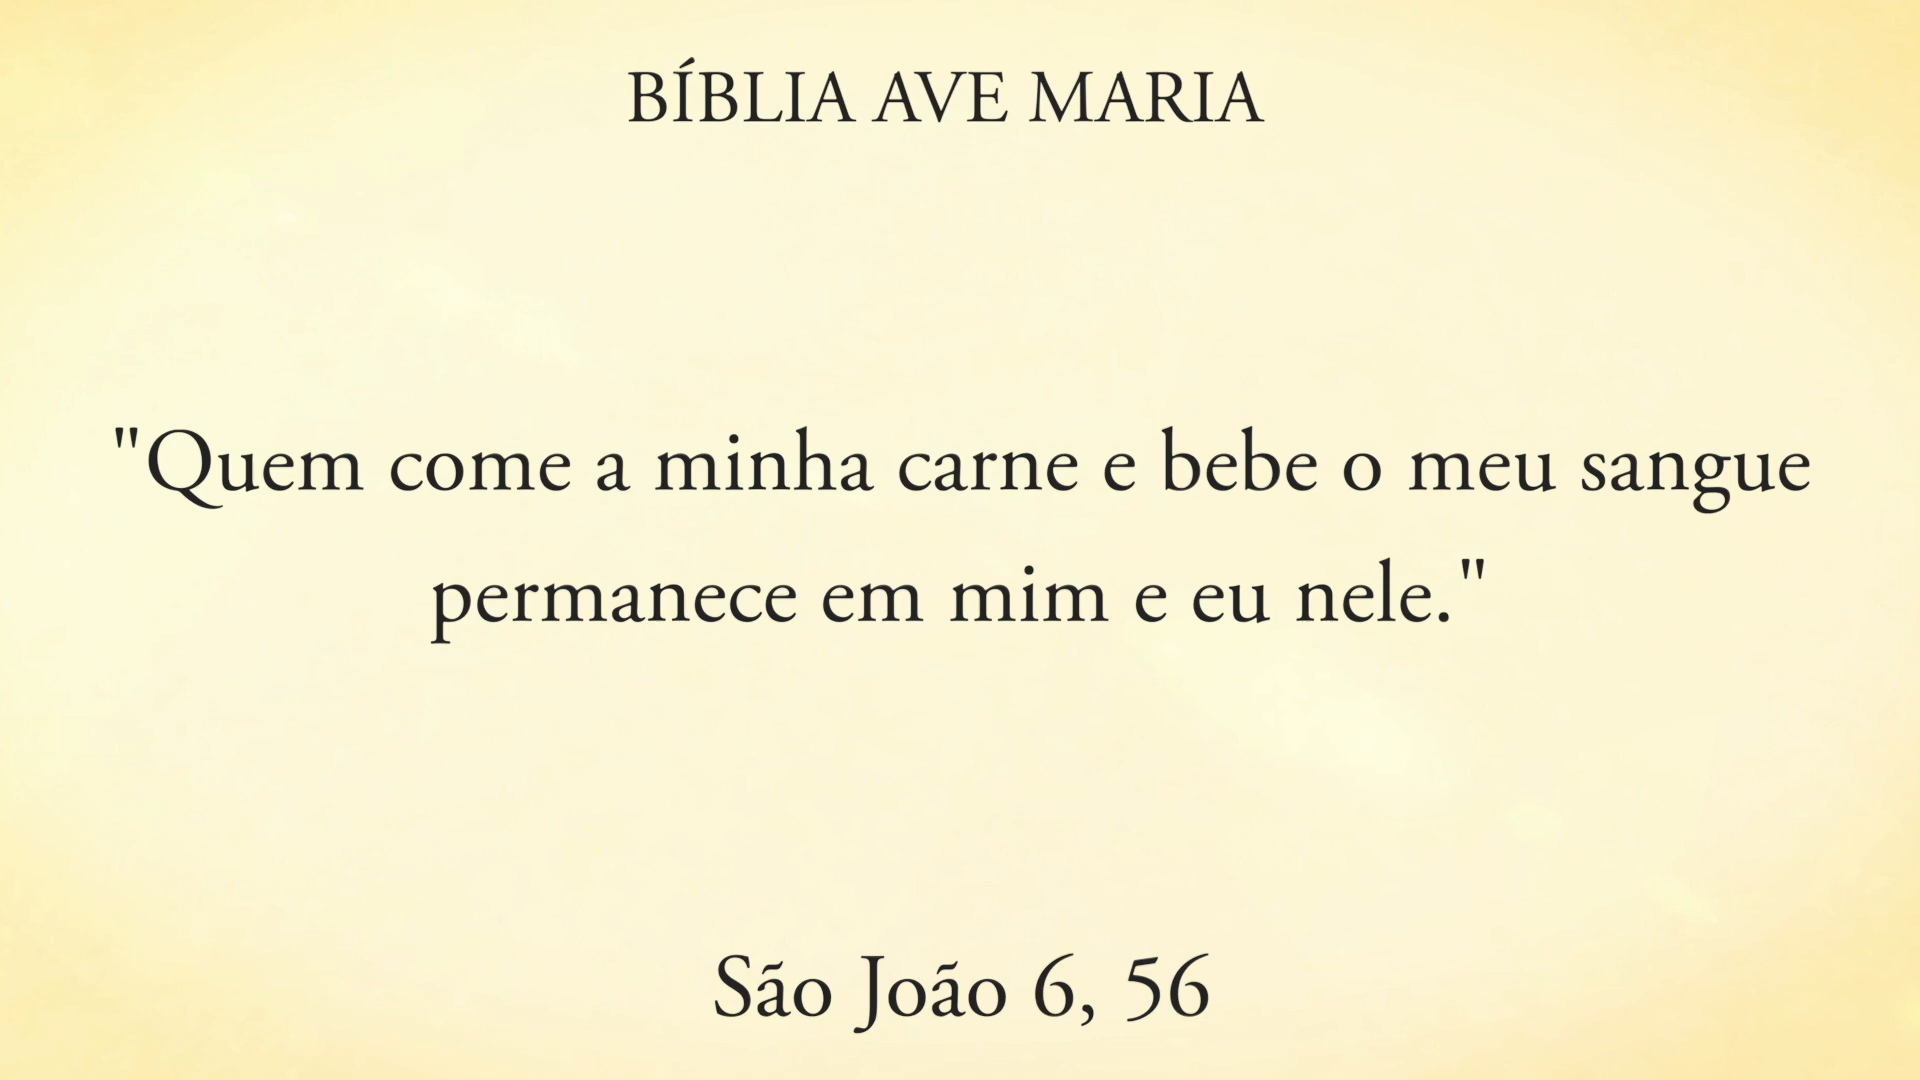 BÍBLIA AVE MARIA
"Quem come a minha carne e bebe o meu sangue
permanece em mim e eu nele."
São João 6, 56